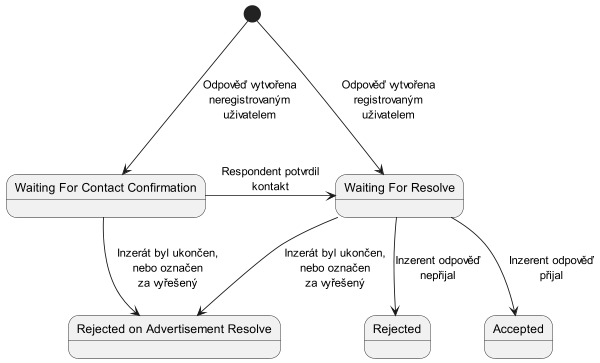 Odpověď vytvořena
neregistrovaným
uživatelem
Odpověď vytvořena
registrovaným
uživatelem
Waiting For Contact Confirmation
Respondent potvrdil
kontakt
Waiting For Resolve
Inzerát byl ukončen,
nebo označen
za vyřešený
Inzerát byl ukončen,
nebo označen
za vyřešený
Inzerent odpověď
nepřijal
Inzerent odpověď
přijal
Rejected on Advertisement Resolve
Rejected
Accepted